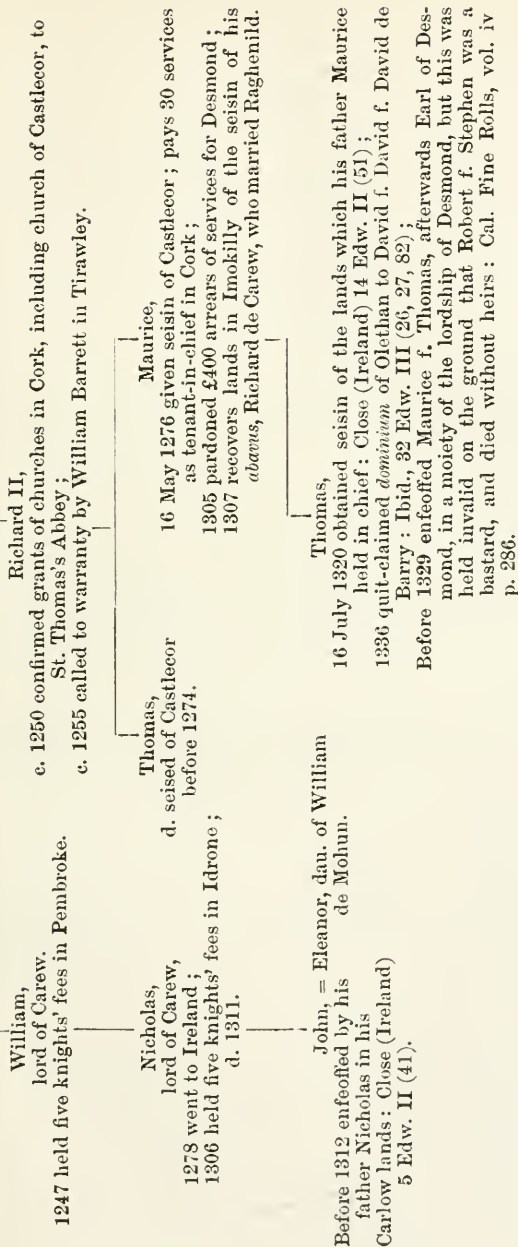 William,
lord of Carew.
1247 held five knights' fees in Pembroke.
Nicholas,
lord of Carew,
1278 went to Ireland;
1306 held five knights' fees in Idrone;
d. 1311.
John, = Eleanor, dau. of William
de Mohun.
Before 1312 enfeoffed by his
father Nicholas in his
Carlow lands: Close (Ireland)
5 Edw. II (41).
Richard II,
c. 1250 confirmed grants of churches in Cork, including church of Castlecor, to
St. Thomas's Abbey;
c. 1255 called to warranty by William Barrett in Tirawley.
Thomas,
d. seised of Castlecor
before 1274.
Maurice,
16 May 1276 given seisin of Castlecor; pays 30 services
as tenant-in-chief in Cork;
1305 pardoned £400 arrears of services for Desmond;
1307 recovers lands in Imokilly of the seisin of his
abavus, Richard de Carew, who married Raghenild.
Thomas,
16 July 1320 obtained seisin of the lands which his father Maurice
held in chief: Close (Ireland) 14 Edw. II (51);
1336 quit-claimed dominium of Olethan to David f. David de
Barry: Ibid., 32 Edw. III (26, 27, 82);
Before 1329 enfeoffed Maurice f. Thomas, afterwards Earl of Des-
mond, in a moiety of the lordship of Desmond, but this was
held invalid on the ground that Robert f. Stephen was a
bastard, and died without heirs: Cal. Fine Rolls, vol. iv
p. 286.